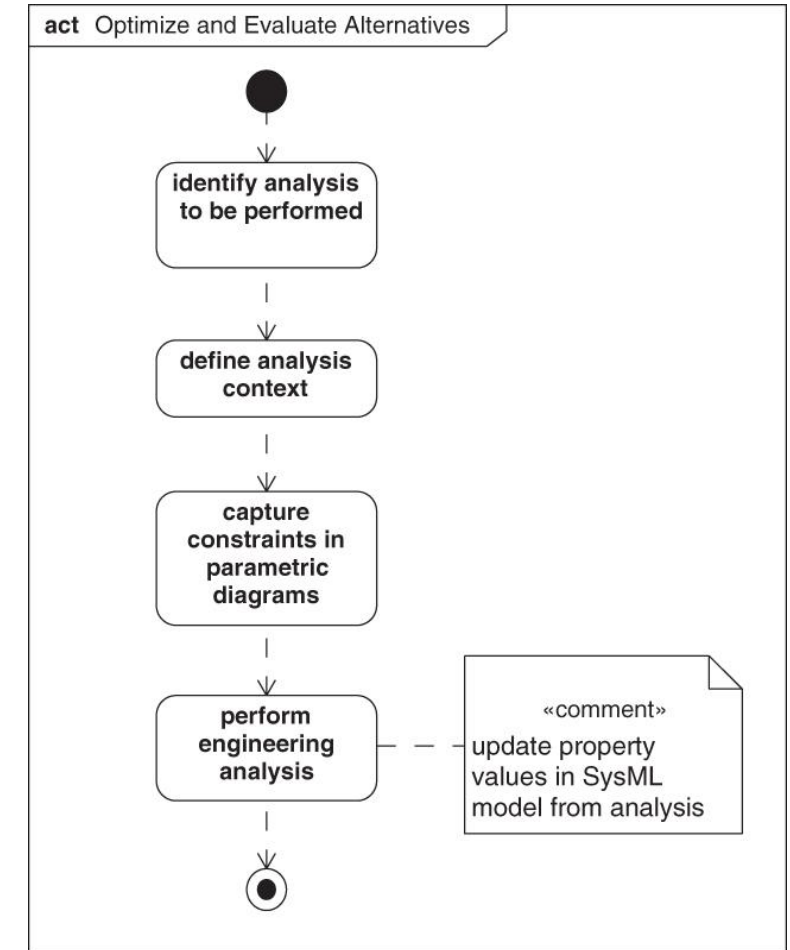 act Optimize and Evaluate Alternatives
identify analysis
to be performed
define analysis
context
capture
constraints in
parametric
diagrams
perform
engineering
analysis
«comment»
update property
values in SysML
model from analysis